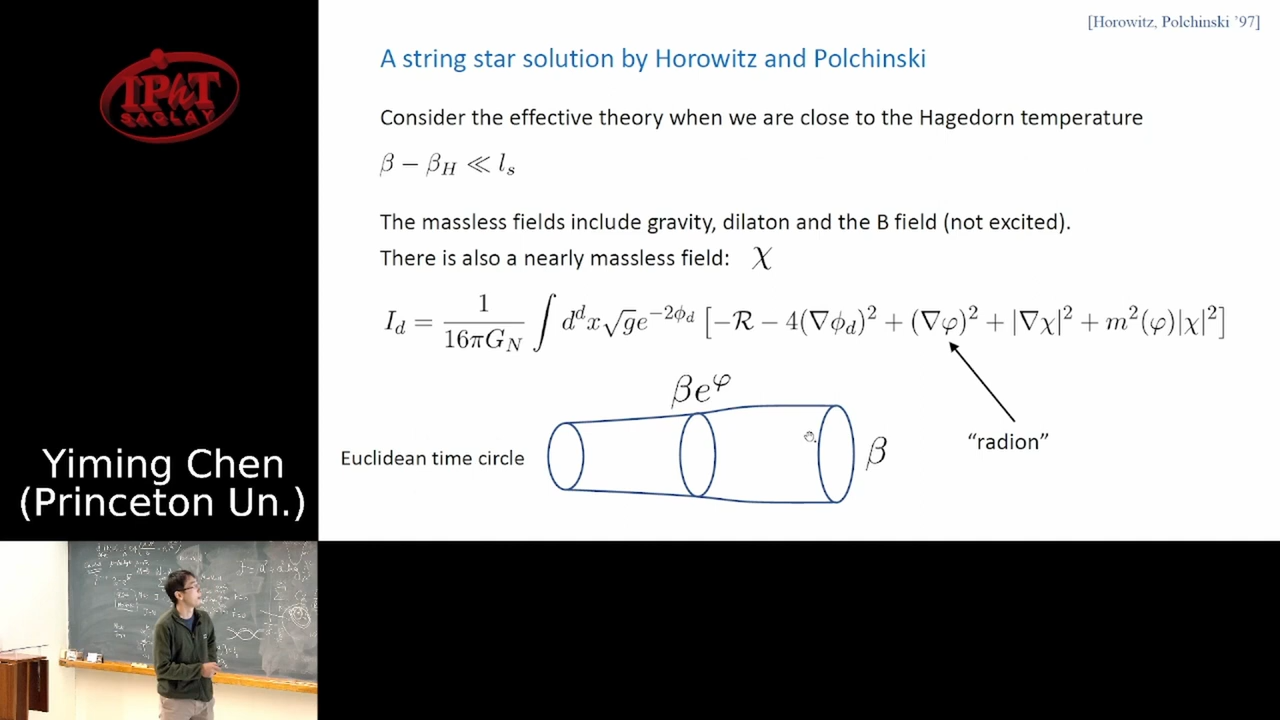 [Horowitz, Polchinski '97]
IPhT
SACLAY
A string star solution by Horowitz and Polchinski
Consider the effective theory when we are close to the Hagedorn temperature
β − β_H ≪ l_s
The massless fields include gravity, dilaton and the B field (not excited).
There is also a nearly massless field: χ
I_d = \frac{1}{16πG_N} ∫ d^d x √g e^{−2ϕ_d} [−ℛ − 4(∇ϕ_d)^2 + (∇φ)^2 + |∇χ|^2 + m^2(φ)|χ|^2]
βe^φ
"radion"
Euclidean time circle
β
Yiming Chen
(Princeton Un.)